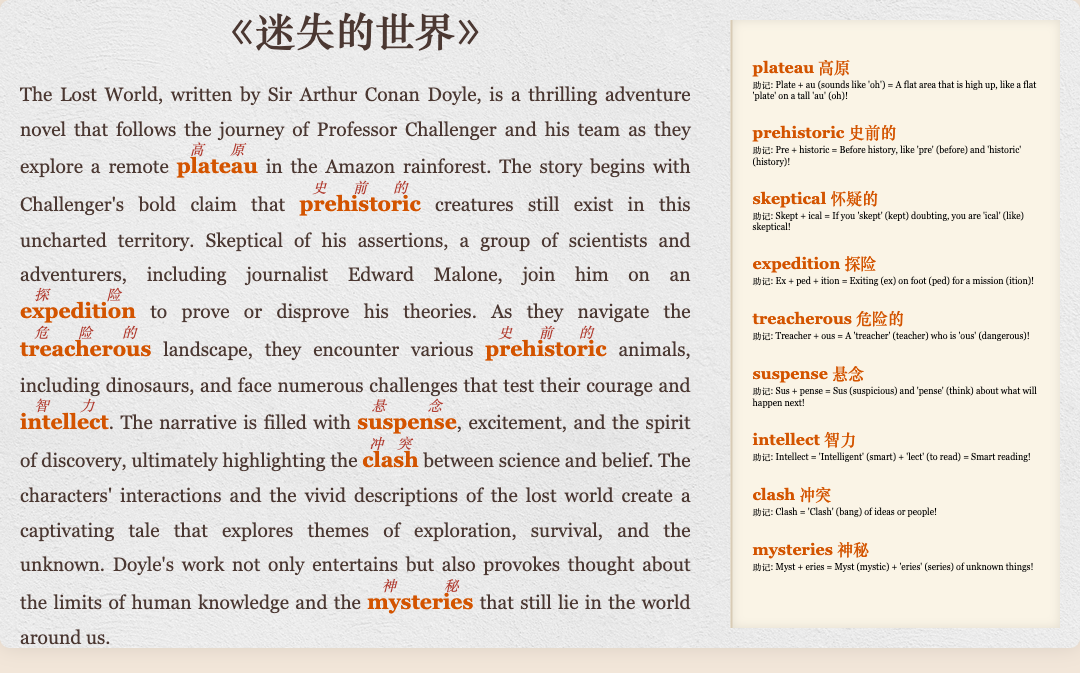 《迷失的世界》
The Lost World, written by Sir Arthur Conan Doyle, is a thrilling adventure
novel that follows the journey of Professor Challenger and his team as they
高原
explore a remote plateau in the Amazon rainforest. The story begins with
史前的
Challenger's bold claim that prehistoric creatures still exist in this
uncharted territory. Skeptical of his assertions, a group of scientists and
adventurers, including journalist Edward Malone, join him on an
探险
expedition to prove or disprove his theories. As they navigate the
危险的 史前的
treacherous landscape, they encounter various prehistoric animals,
including dinosaurs, and face numerous challenges that test their courage and
智力 悬念
intellect. The narrative is filled with suspense, excitement, and the spirit
冲突
of discovery, ultimately highlighting the clash between science and belief. The
characters' interactions and the vivid descriptions of the lost world create a
captivating tale that explores themes of exploration, survival, and the
unknown. Doyle's work not only entertains but also provokes thought about
神秘
the limits of human knowledge and the mysteries that still lie in the world
around us.
plateau 高原
助记: Plate + au (sounds like 'oh') = A flat area that is high up, like a flat
'plate' on a tall 'au' (oh)!
prehistoric 史前的
助记: Pre + historic = Before history, like 'pre' (before) and 'historic'
(history)!
skeptical 怀疑的
助记: Skept + ical = If you 'skept' (kept) doubting, you are 'ical' (like)
skeptical!
expedition 探险
助记: Ex + ped + ition = Exiting (ex) on foot (ped) for a mission (ition)!
treacherous 危险的
助记: Treacher + ous = A 'treacher' (teacher) who is 'ous' (dangerous)!
suspense 悬念
助记: Sus + pense = Sus (suspicious) and 'pense' (think) about what will
happen next!
intellect 智力
助记: Intellect = 'Intelligent' (smart) + 'lect' (to read) = Smart reading!
clash 冲突
助记: Clash = 'Clash' (bang) of ideas or people!
mysteries 神秘
助记: Myst + eries = Myst (mystic) + 'eries' (series) of unknown things!